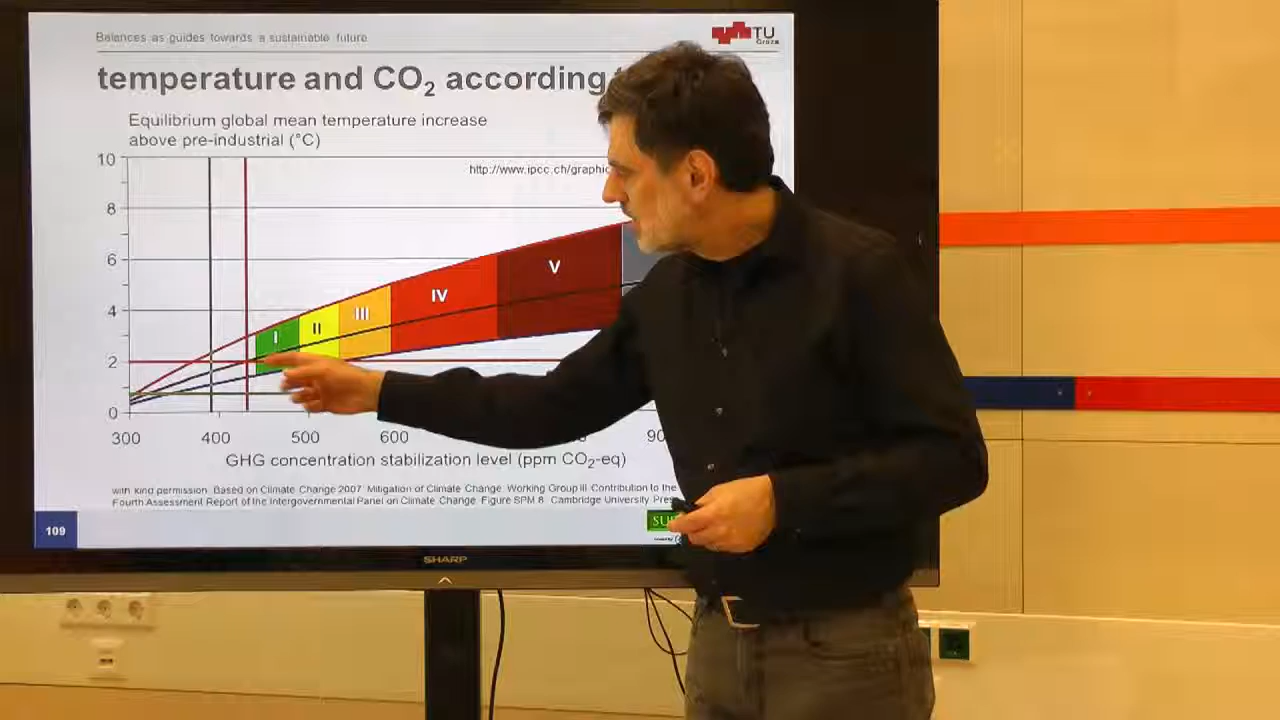 Balances as guides towards a sustainable future
TU
Graz
temperature and CO2 according
Equilibrium global mean temperature increase
above pre-industrial (°C)
http://www.ipcc.ch/graphic
10
8
6
4
2
0
I
II
III
IV
V
300
400
500
600
90
GHG concentration stabilization level (ppm CO2-eq)
with kind permission. Based on Climate Change 2007: Mitigation of Climate Change. Working Group III Contribution to the
Fourth Assessment Report of the Intergovernmental Panel on Climate Change. Figure SPM 8. Cambridge University Pres
109
SU
SHARP